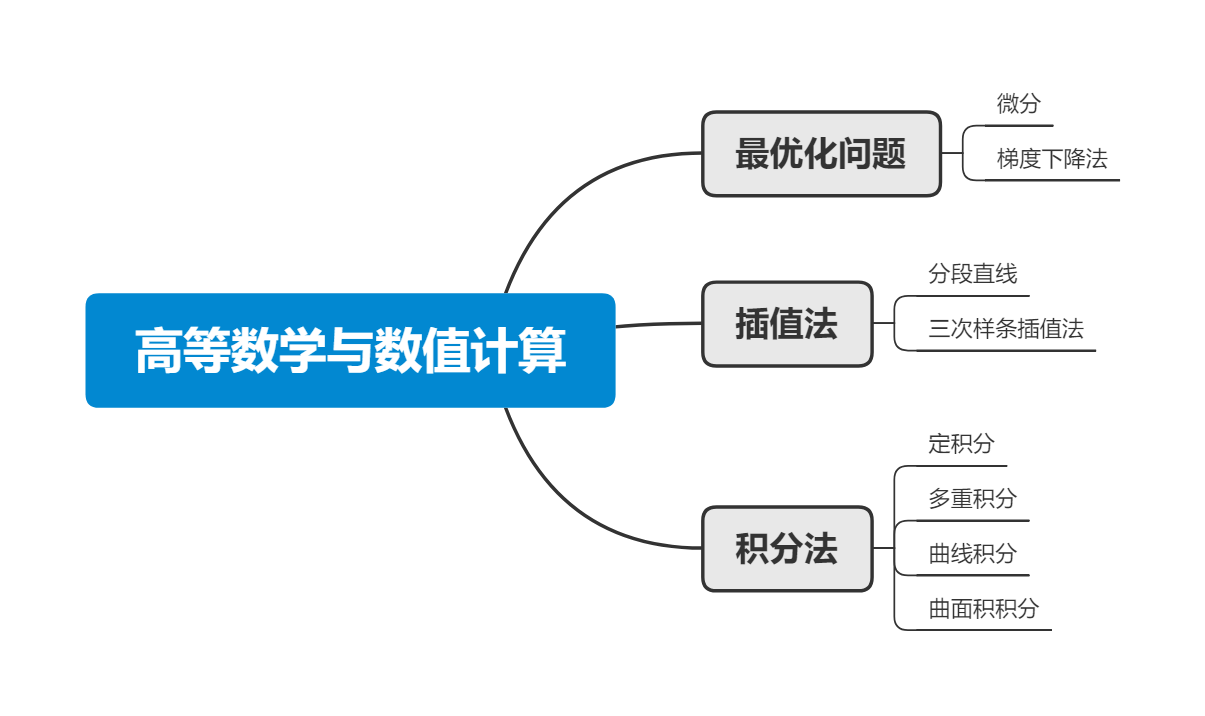 高等数学与数值计算
最优化问题
微分
梯度下降法
插值法
分段直线
三次样条插值法
积分法
定积分
多重积分
曲线积分
曲面积积分